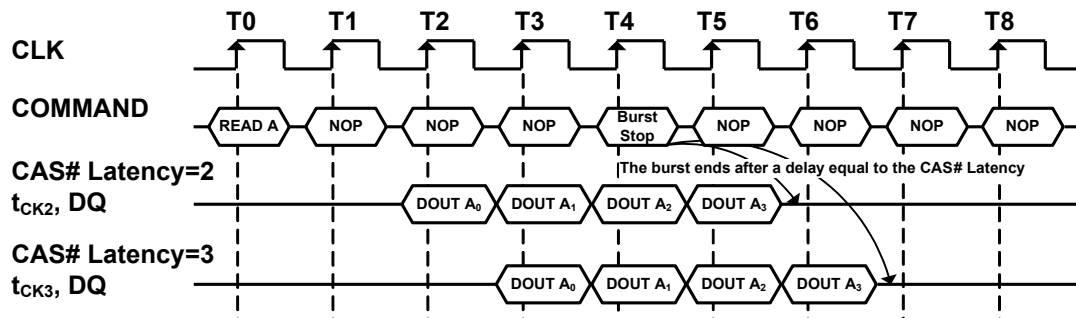 T0 T1 T2 T3 T4 T5 T6 T7 T8
CLK
COMMAND
READ A NOP NOP NOP Burst Stop NOP NOP NOP NOP
The burst ends after a delay equal to the CAS# Latency
CAS# Latency=2
tCK2, DQ
DOUT A0 DOUT A1 DOUT A2 DOUT A3
CAS# Latency=3
tCK3, DQ
DOUT A0 DOUT A1 DOUT A2 DOUT A3